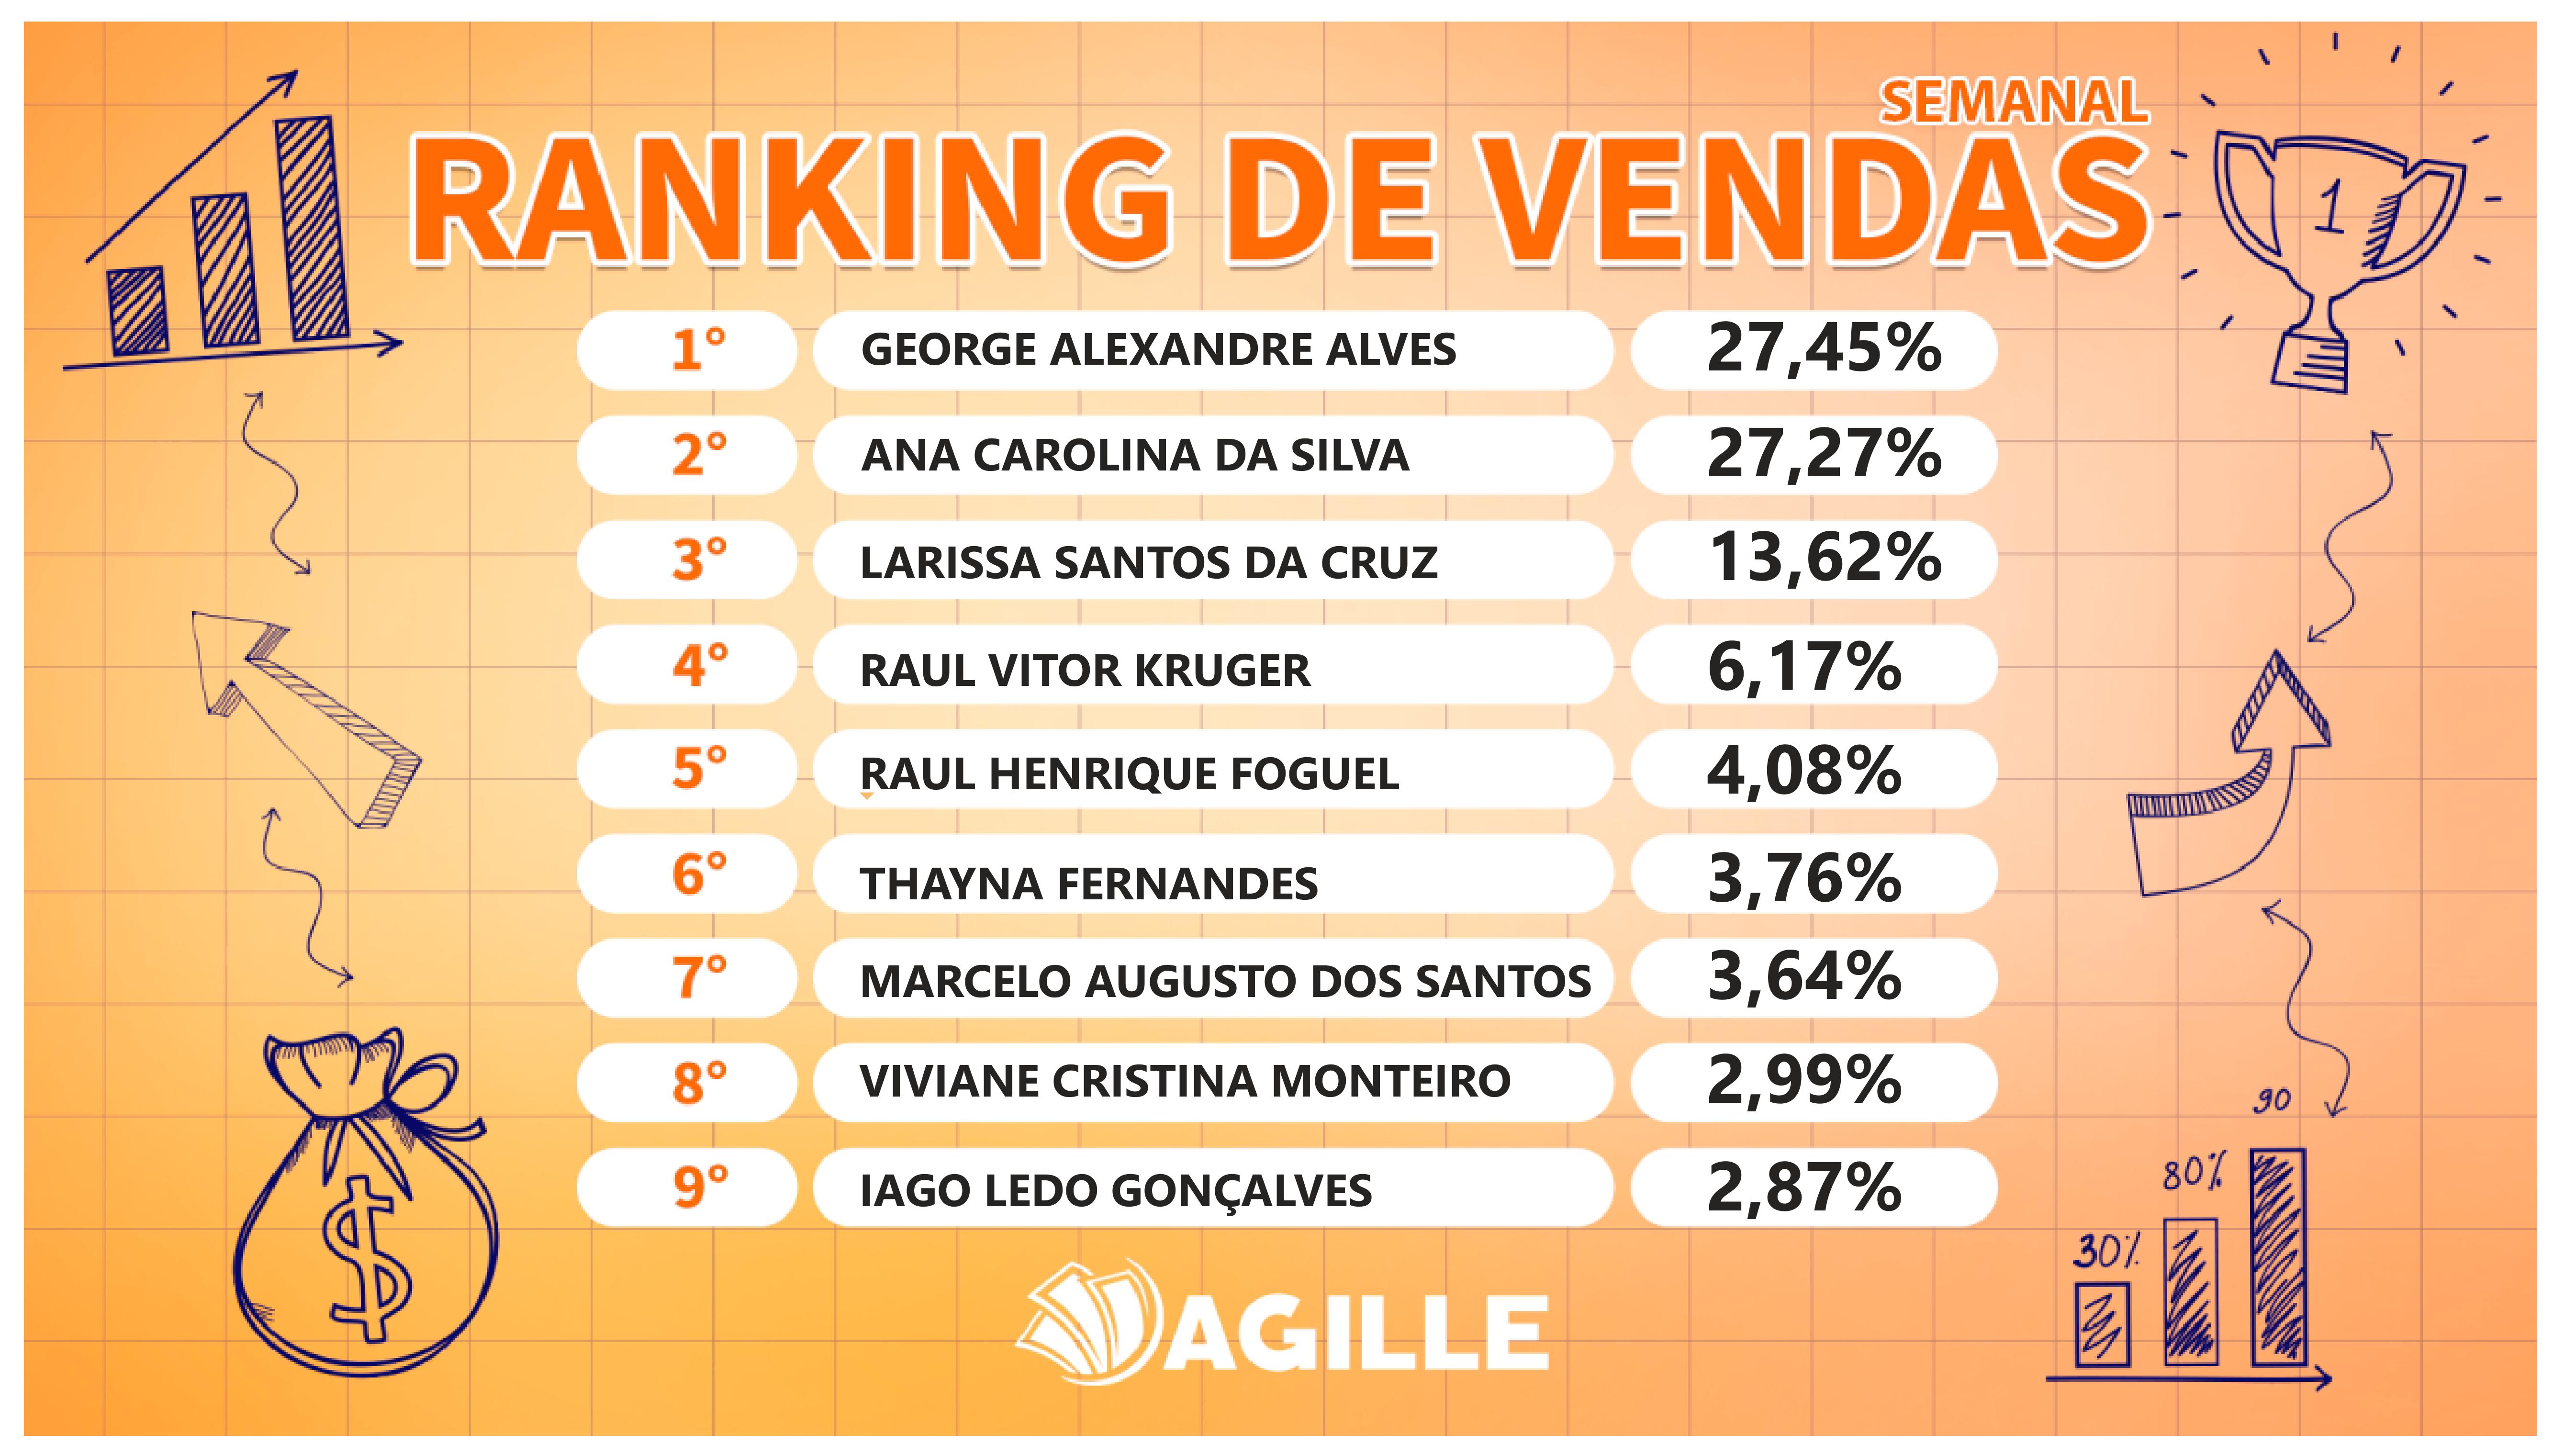 SEMANAL
RANKING DE VENDAS
1
1° GEORGE ALEXANDRE ALVES 27,45%
2° ANA CAROLINA DA SILVA 27,27%
3° LARISSA SANTOS DA CRUZ 13,62%
4° RAUL VITOR KRUGER 6,17%
5° RAUL HENRIQUE FOGUEL 4,08%
6° THAYNA FERNANDES 3,76%
7° MARCELO AUGUSTO DOS SANTOS 3,64%
8° VIVIANE CRISTINA MONTEIRO 2,99%
9° IAGO LEDO GONÇALVES 2,87%
$
90
80%
30%
AGILLE